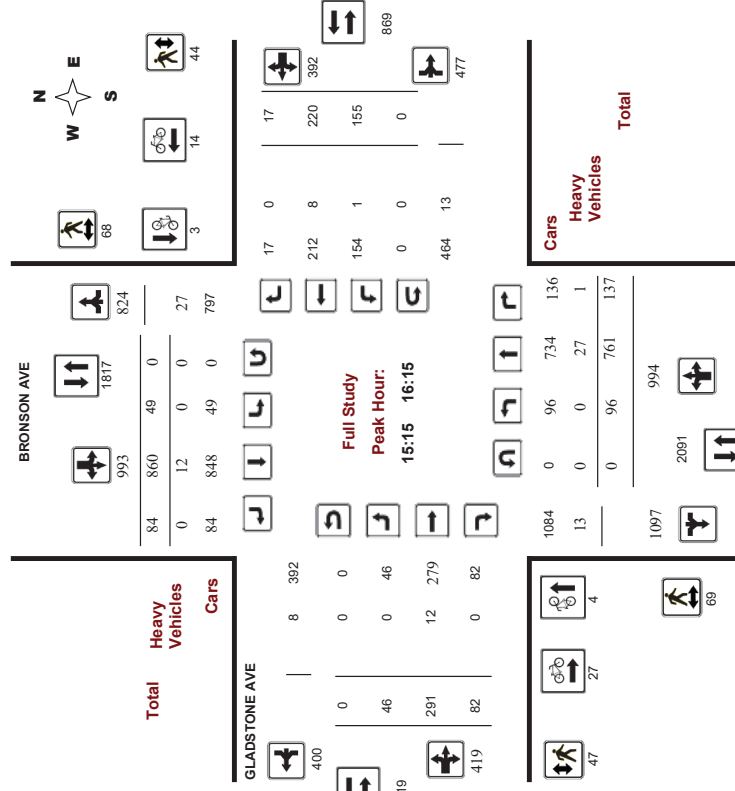 N
W E
S
44
14
68
3
BRONSON AVE
993
1817
824
84 860 49 0
0 12 0 0 27
84 848 49 0 797
Total
Heavy
Vehicles
Cars
392
869
477
17 0 17
212 8 220
154 1 155
0 0 0
464 13
Full Study
Peak Hour:
15:15 16:15
GLADSTONE AVE
8 392
0 0 0
46 0 46
291 12 279
82 0 82
400
19
419
Cars
Heavy
Vehicles
Total
1084 0 96 734 136
13 0 0 27 1
0 96 761 137
1097
2091
994
4
27
47
69